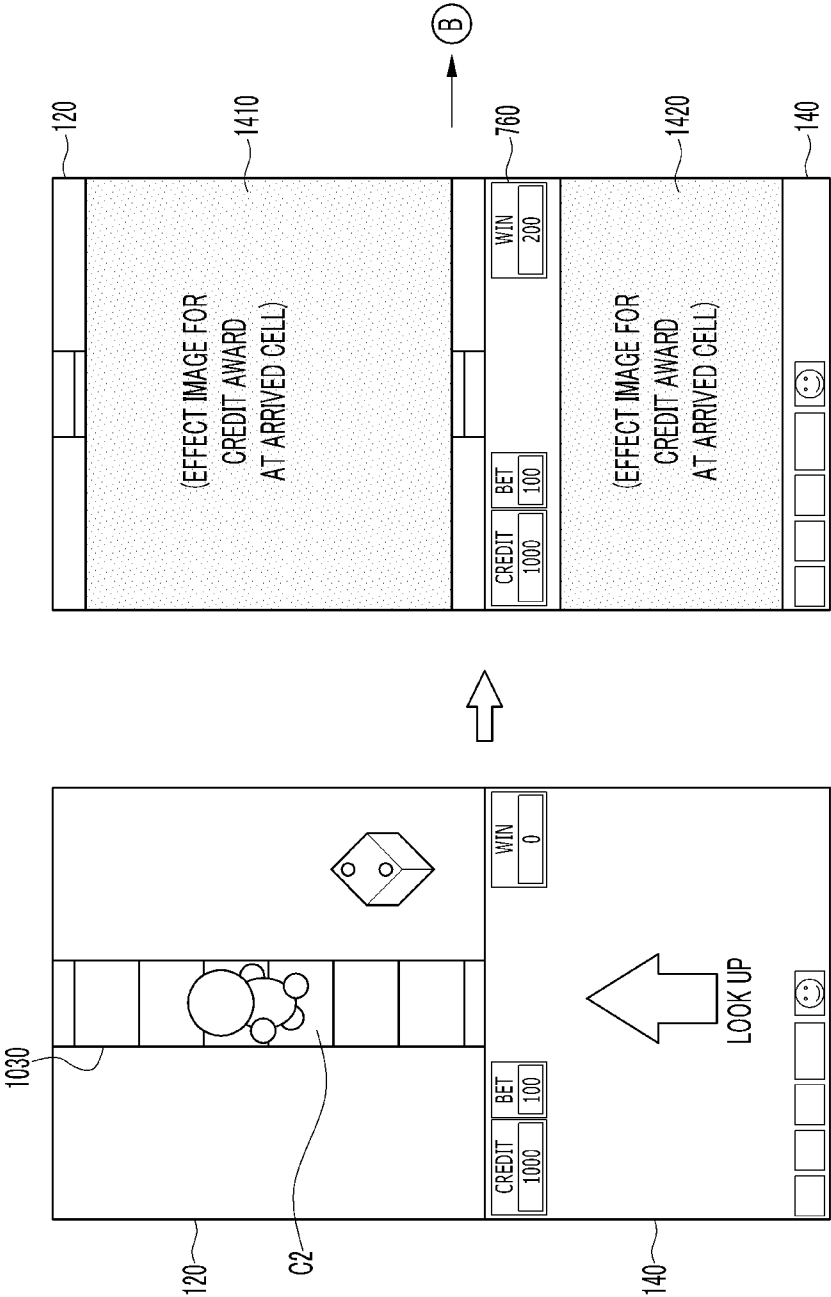 1030
120
C2
CREDIT
1000
BET
100
WIN
0
LOOK UP
140
120
(EFFECT IMAGE FOR
CREDIT AWARD
AT ARRIVED CELL)
1410
B
CREDIT
1000
BET
100
WIN
200
760
(EFFECT IMAGE FOR
CREDIT AWARD
AT ARRIVED CELL)
1420
140